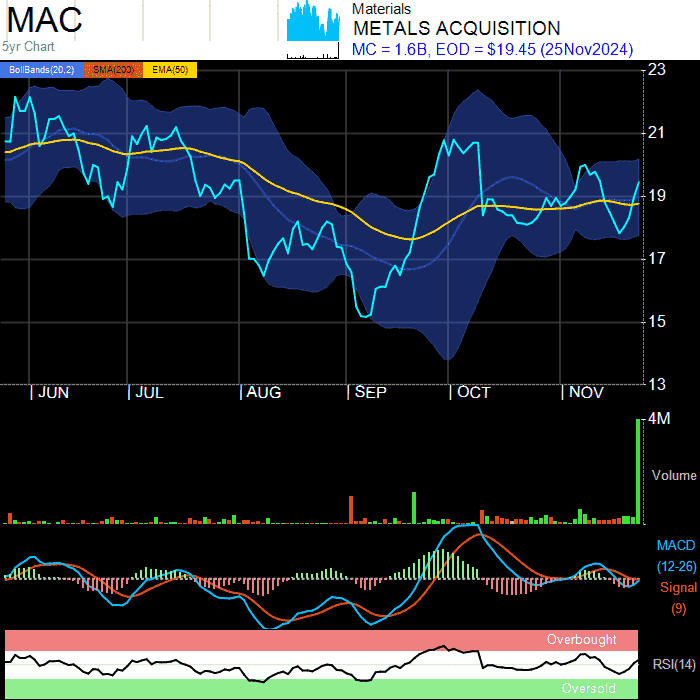 MAC
5yr Chart
Materials
METALS ACQUISITION
MC = 1.6B, EOD = $19.45 (25Nov2024)
BollBands(20,2) SMA(200) EMA(50)
23
21
19
17
15
13
JUN JUL AUG SEP OCT NOV
4M
Volume
MACD
(12-26)
Signal
(9)
Overbought
RSI(14)
Oversold